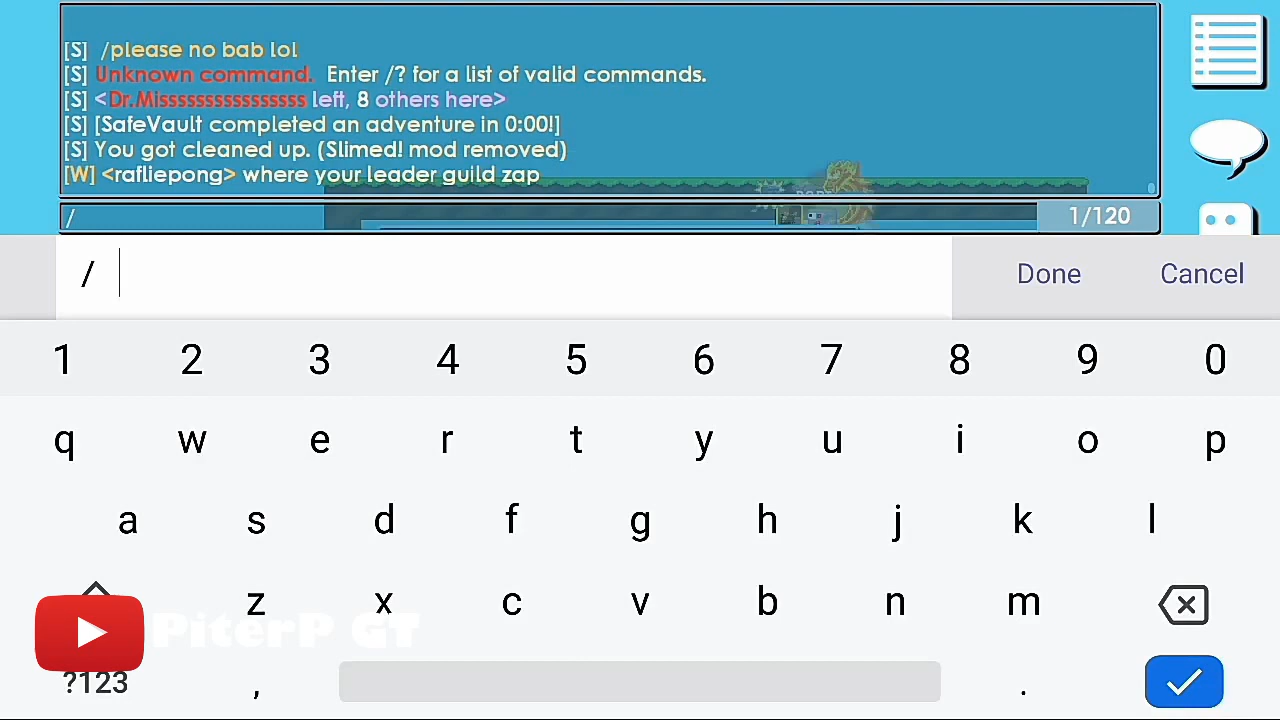 [S] /please no bab lol
[S] Unknown command. Enter /? for a list of valid commands.
[S] <Dr.Misssssssssssssssss left, 8 others here>
[S] [SafeVault completed an adventure in 0:00!]
[S] You got cleaned up. (Slimed! mod removed)
[W] <rafliepong> where your leader guild zap
/ 1/120
/ Done Cancel
1 2 3 4 5 6 7 8 9 0
q w e r t y u i o p
a s d f g h j k l
z x c v b n m
PiterP GT
?123 , .